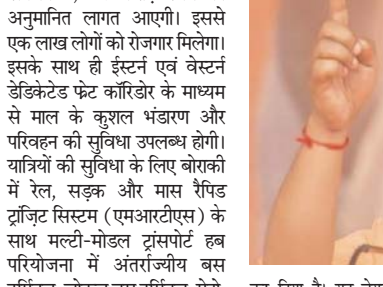 अनुमानित लागत आएगी। इससे
एक लाख लोगों को रोजगार मिलेगा।
इसके साथ ही ईस्टर्न एवं वेस्टर्न
डेडिकेटेड फ्रेट कॉरिडोर के माध्यम
से माल के कुशल भंडारण और
परिवहन की सुविधा उपलब्ध होगी।
यात्रियों की सुविधा के लिए बोराकी
में रेल, सड़क और मास रैपिड
ट्रांज़िट सिस्टम (एमआरटीएस) के
साथ मल्टी-मोडल ट्रांसपोर्ट हब
परियोजना में अंतर्राज्यीय बस